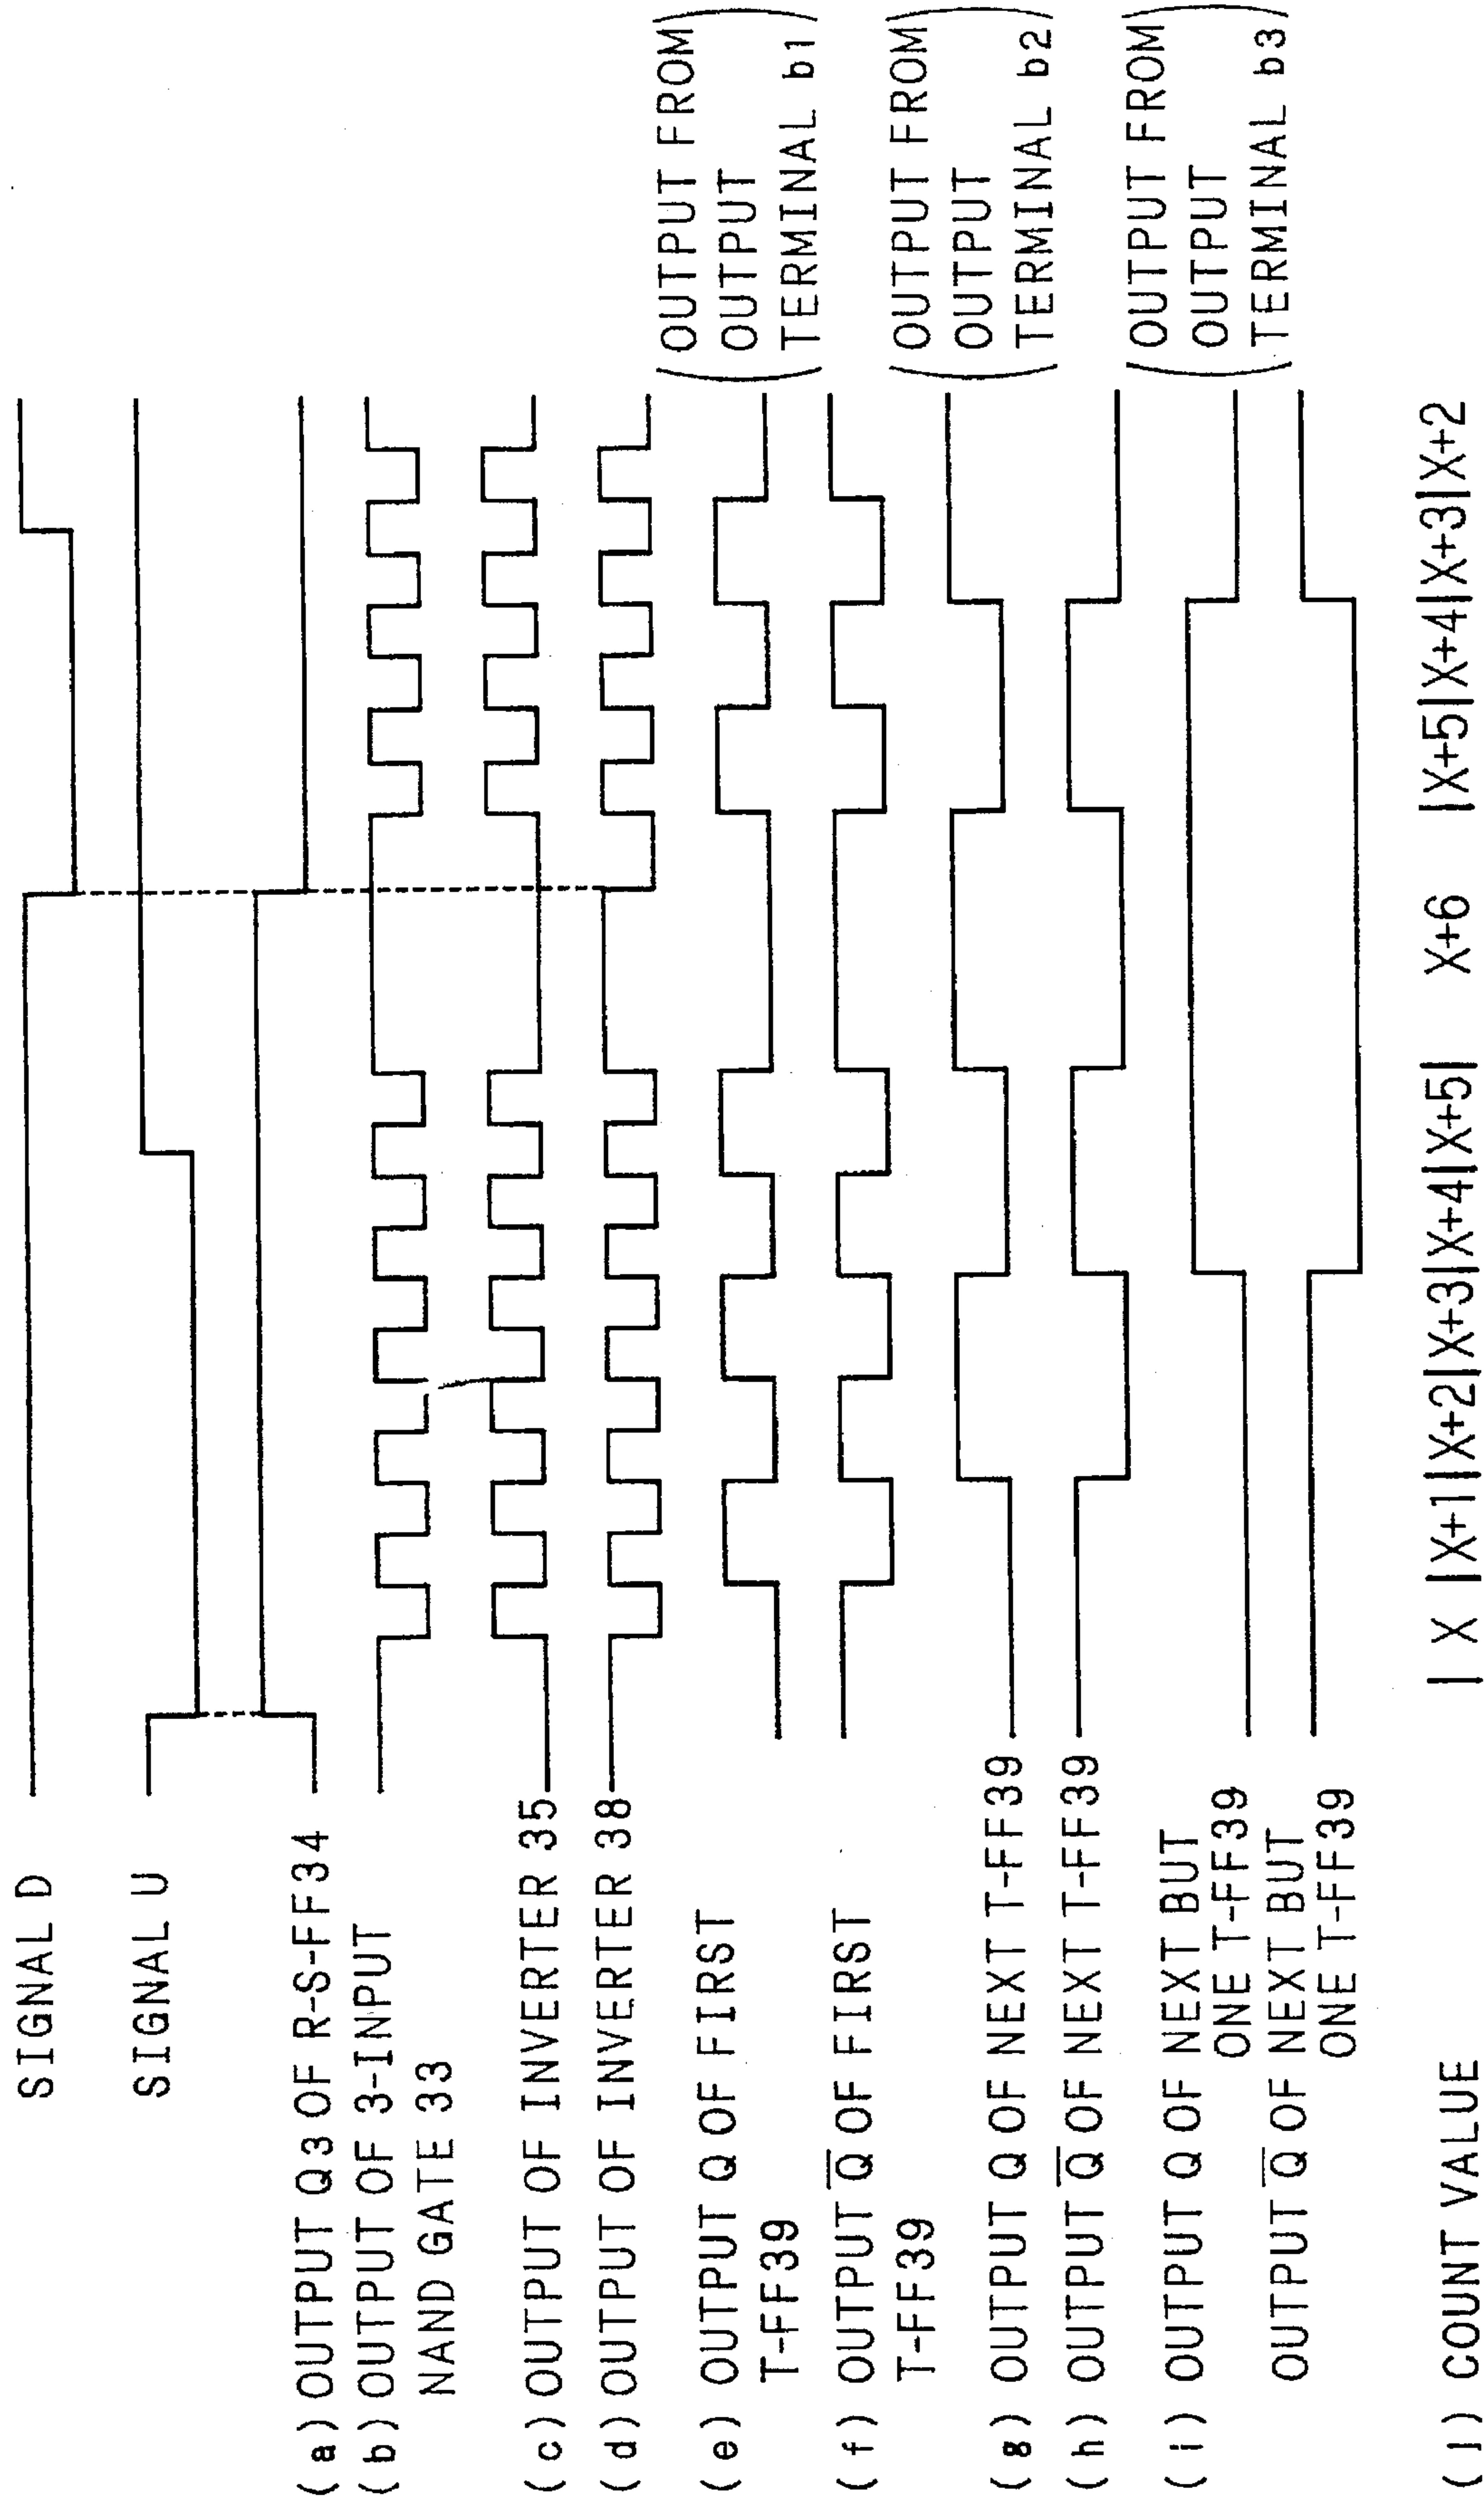 SIGNAL D
SIGNAL U
(a) OUTPUT Q3 OF R-S-FF34
(b) OUTPUT OF 3-INPUT
NAND GATE 33
(c) OUTPUT OF INVERTER 35
(d) OUTPUT OF INVERTER 38
(e) OUTPUT Q OF FIRST
T-FF39
(OUTPUT FROM
OUTPUT
TERMINAL b1)
(f) OUTPUT Q̅ OF FIRST
T-FF39
(g) OUTPUT Q OF NEXT T-FF39
(OUTPUT FROM
OUTPUT
TERMINAL b2)
(h) OUTPUT Q̅ OF NEXT T-FF39
(i) OUTPUT Q OF NEXT BUT
ONE T-FF39
(OUTPUT FROM
OUTPUT
TERMINAL b3)
OUTPUT Q̅ OF NEXT BUT
ONE T-FF39
(j) COUNT VALUE
| X |X+1|X+2|X+3|X+4|X+5| X+6 |X+5|X+4|X+3|X+2